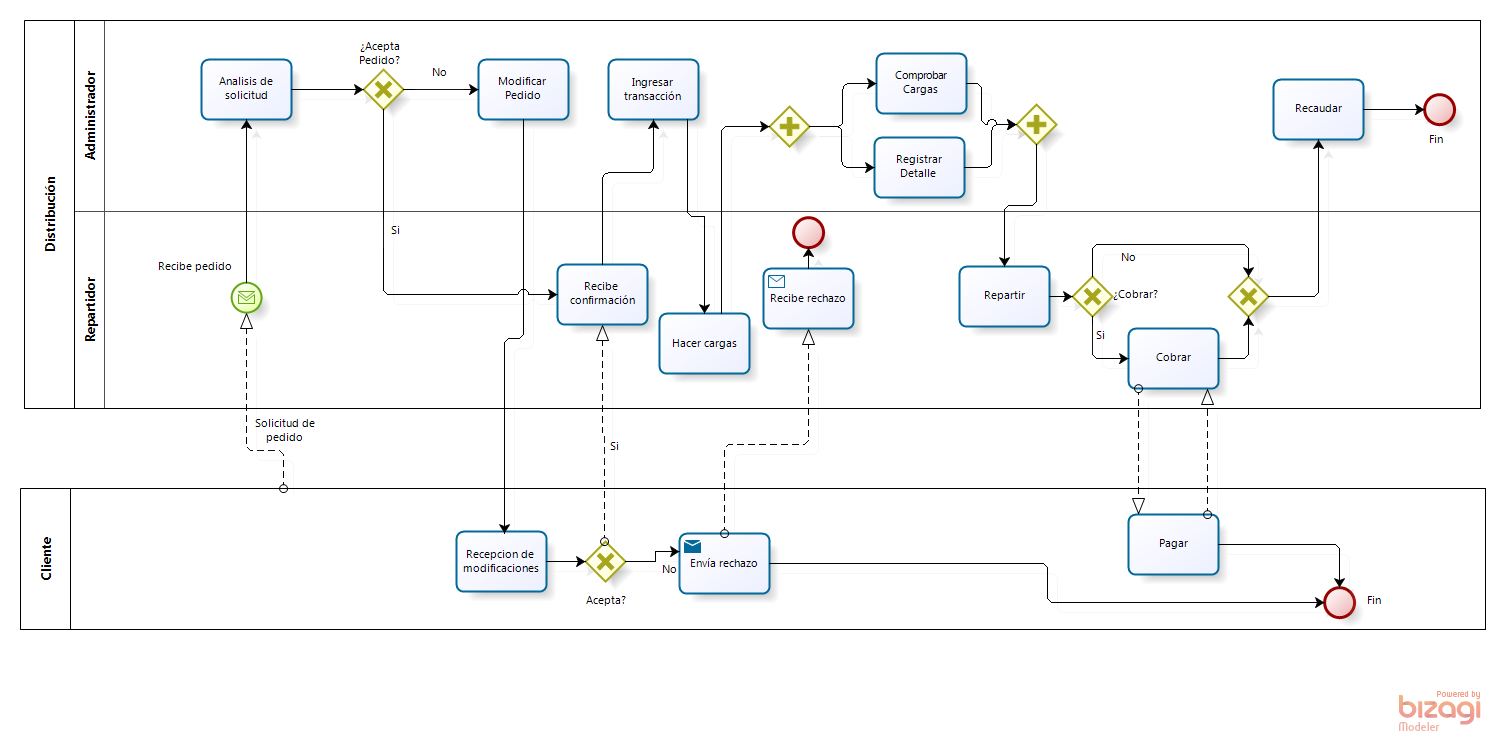 Distribución
Administrador
Analisis de
solicitud
¿Acepta
Pedido?
No
Modificar
Pedido
Ingresar
transacción
Comprobar
Cargas
Registrar
Detalle
Recaudar
Fin
Repartidor
Si
Recibe pedido
Recibe
confirmación
Hacer cargas
Recibe rechazo
Repartir
¿Cobrar?
No
Si
Cobrar
Solicitud de
pedido
Si
Cliente
Recepcion de
modificaciones
Acepta?
No
Envía rechazo
Pagar
Fin
Powered by
bizagi
Modeler